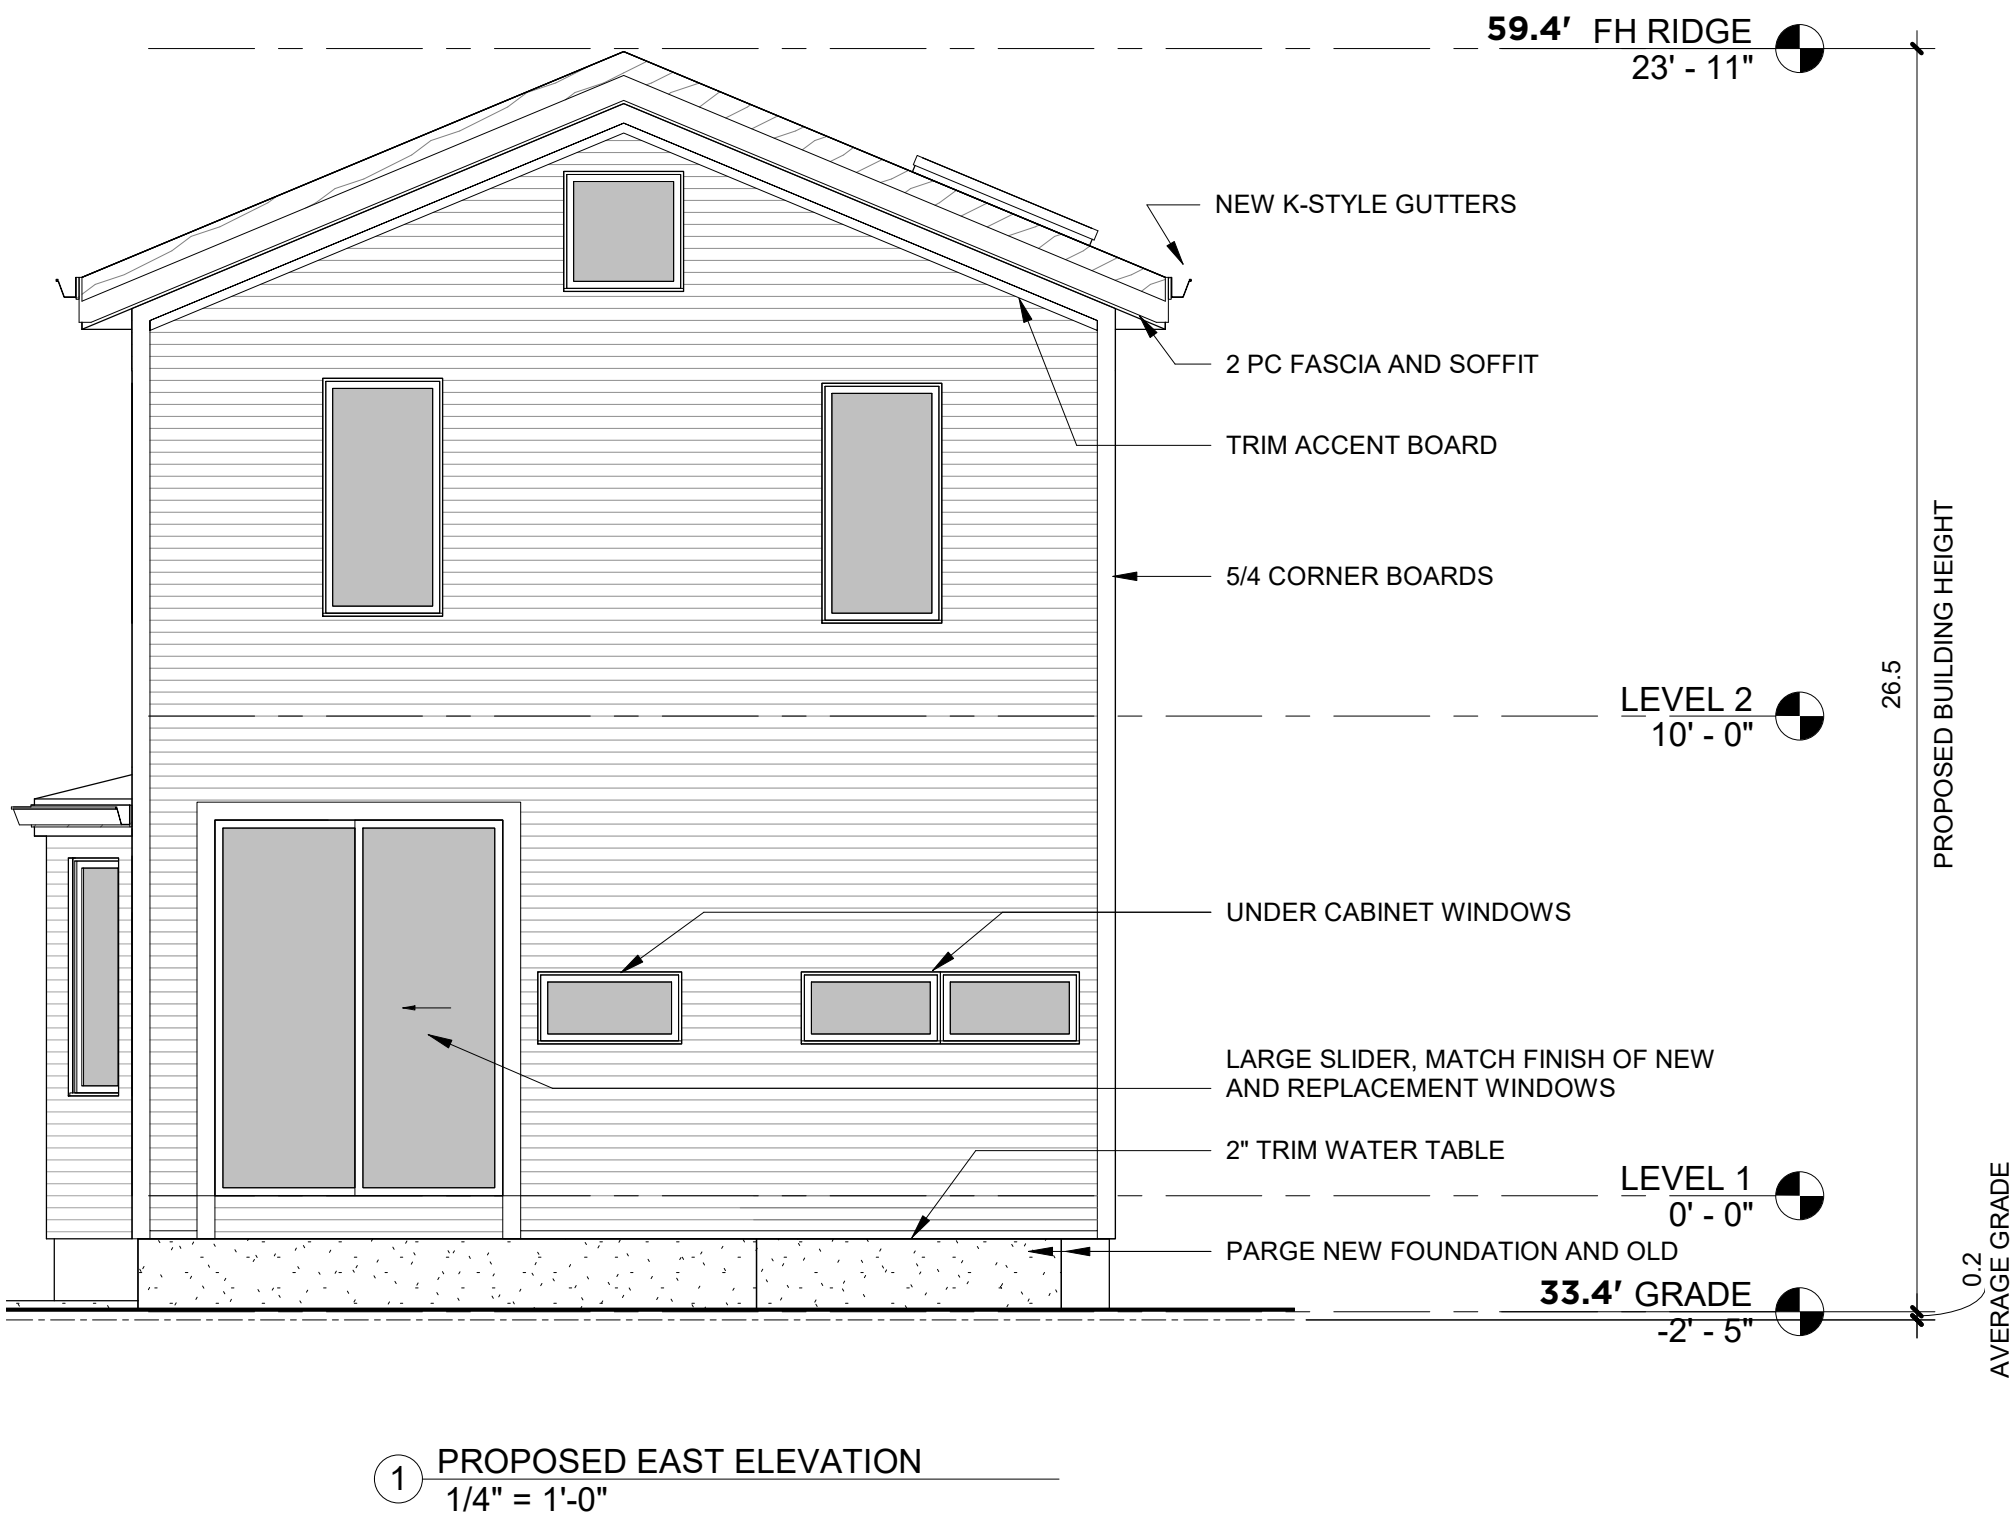 59.4' FH RIDGE
23' - 11"
NEW K-STYLE GUTTERS
2 PC FASCIA AND SOFFIT
TRIM ACCENT BOARD
5/4 CORNER BOARDS
LEVEL 2
10' - 0"
26.5
PROPOSED BUILDING HEIGHT
UNDER CABINET WINDOWS
LARGE SLIDER, MATCH FINISH OF NEW
AND REPLACEMENT WINDOWS
2" TRIM WATER TABLE
LEVEL 1
0' - 0"
PARGE NEW FOUNDATION AND OLD
33.4' GRADE
-2' - 5"
0.2
AVERAGE GRADE
1
PROPOSED EAST ELEVATION
1/4" = 1'-0"